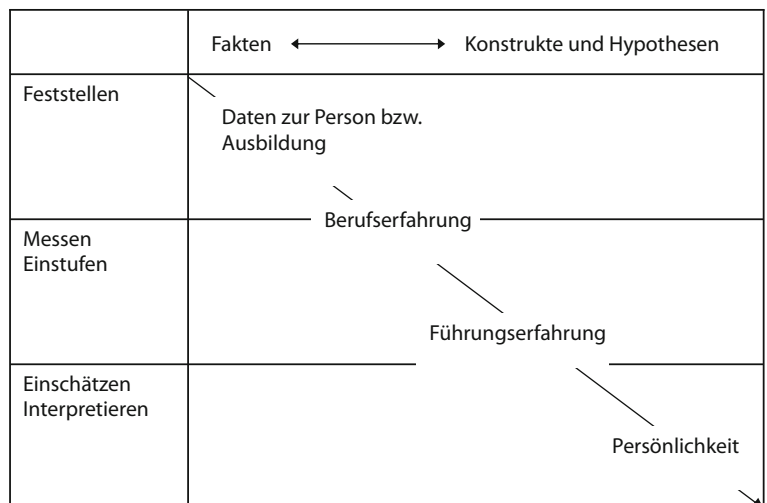 Fakten Konstrukte und Hypothesen
Feststellen
Daten zur Person bzw.
Ausbildung
Berufserfahrung
Messen
Einstufen
Führungserfahrung
Einschätzen
Interpretieren
Persönlichkeit